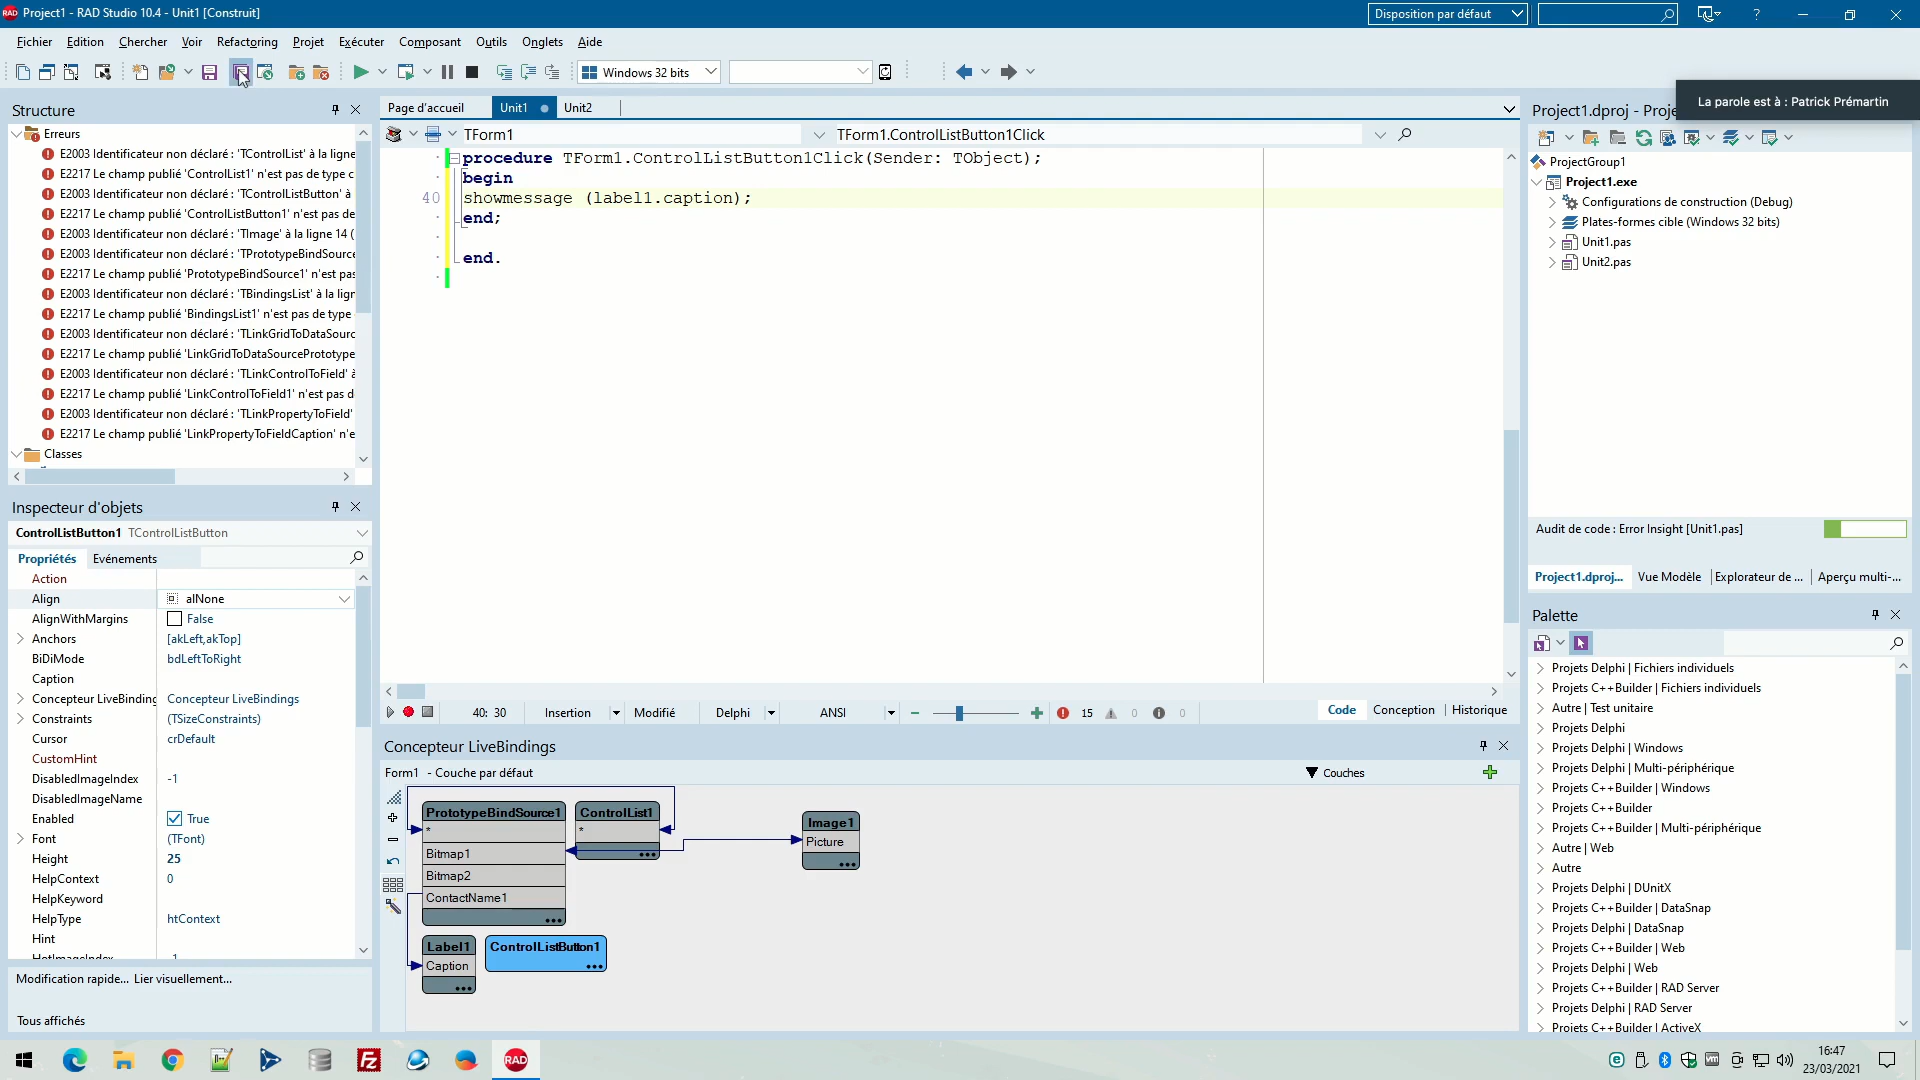 Project1 - RAD Studio 10.4 - Unit1 [Construit]
Disposition par défaut
?
Fichier Edition Chercher Voir Refactoring Projet Exécuter Composant Outils Onglets Aide
Windows 32 bits
La parole est à : Patrick Prémartin
Structure
Erreurs
E2003 Identificateur non déclaré : 'TControlList' à la ligne
E2217 Le champ publié 'ControlList1' n'est pas de type c
E2003 Identificateur non déclaré : 'TControlListButton' à
E2217 Le champ publié 'ControlListButton1' n'est pas de
E2003 Identificateur non déclaré : 'TImage' à la ligne 14 (
E2003 Identificateur non déclaré : 'TPrototypeBindSource
E2217 Le champ publié 'PrototypeBindSource1' n'est pas
E2003 Identificateur non déclaré : 'TBindingsList' à la lign
E2217 Le champ publié 'BindingsList1' n'est pas de type
E2003 Identificateur non déclaré : 'TLinkGridToDataSourc
E2217 Le champ publié 'LinkGridToDataSourcePrototype
E2003 Identificateur non déclaré : 'TLinkControlToField' à
E2217 Le champ publié 'LinkControlToField1' n'est pas d
E2003 Identificateur non déclaré : 'TLinkPropertyToField'
E2217 Le champ publié 'LinkPropertyToFieldCaption' n'e
Classes
Inspecteur d'objets
ControlListButton1 TControlListButton
Propriétés Evénements
Action
Align alNone
AlignWithMargins False
Anchors [akLeft,akTop]
BiDiMode bdLeftToRight
Caption
Concepteur LiveBinding Concepteur LiveBindings
Constraints (TSizeConstraints)
Cursor crDefault
CustomHint
DisabledImageIndex -1
DisabledImageName
Enabled True
Font (TFont)
Height 25
HelpContext 0
HelpKeyword
HelpType htContext
Hint
HotImageIndex -1
Modification rapide... Lier visuellement...
Tous affichés
Page d'accueil Unit1 Unit2
TForm1 TForm1.ControlListButton1Click
procedure TForm1.ControlListButton1Click(Sender: TObject);
begin
40 showmessage (label1.caption);
end;
end.
40: 30 Insertion Modifié Delphi ANSI 15 0 0 Code Conception Historique
Concepteur LiveBindings
Form1 - Couche par défaut Couches
PrototypeBindSource1
*
Bitmap1
Bitmap2
ContactName1
ControlList1
*
Image1
Picture
Label1
Caption
ControlListButton1
Project1.dproj - Proje
ProjectGroup1
Project1.exe
Configurations de construction (Debug)
Plates-formes cible (Windows 32 bits)
Unit1.pas
Unit2.pas
Audit de code : Error Insight [Unit1.pas]
Project1.dproj... Vue Modèle Explorateur de ... Aperçu multi-...
Palette
Projets Delphi | Fichiers individuels
Projets C++Builder | Fichiers individuels
Autre | Test unitaire
Projets Delphi
Projets Delphi | Windows
Projets Delphi | Multi-périphérique
Projets C++Builder | Windows
Projets C++Builder
Projets C++Builder | Multi-périphérique
Autre | Web
Autre
Projets Delphi | DUnitX
Projets C++Builder | DataSnap
Projets Delphi | DataSnap
Projets C++Builder | Web
Projets Delphi | Web
Projets C++Builder | RAD Server
Projets Delphi | RAD Server
Projets C++Builder | ActiveX
RAD
16:47
23/03/2021